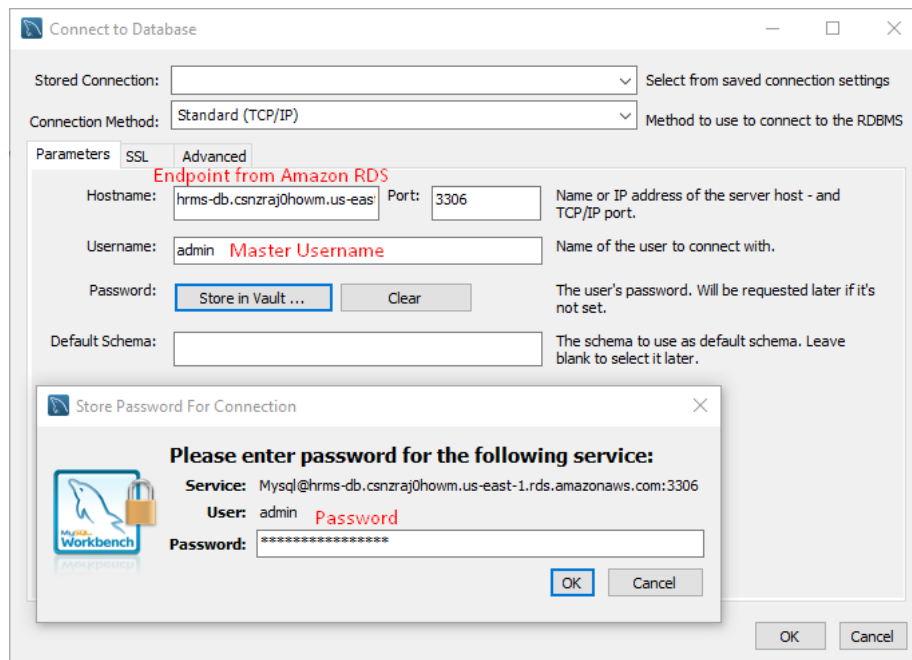 Connect to Database
Stored Connection: Select from saved connection settings
Connection Method: Standard (TCP/IP) Method to use to connect to the RDBMS
Parameters SSL Advanced
Endpoint from Amazon RDS
Hostname: hrms-db.csnzraj0howm.us-east Port: 3306 Name or IP address of the server host - and
TCP/IP port.
Username: admin Master Username Name of the user to connect with.
Password: Store in Vault ... Clear The user's password. Will be requested later if it's
not set.
Default Schema: The schema to use as default schema. Leave
blank to select it later.
Store Password For Connection
Please enter password for the following service:
Service: Mysql@hrms-db.csnzraj0howm.us-east-1.rds.amazonaws.com:3306
User: admin Password
MySQL
Workbench
Password: ****************
OK Cancel
OK Cancel